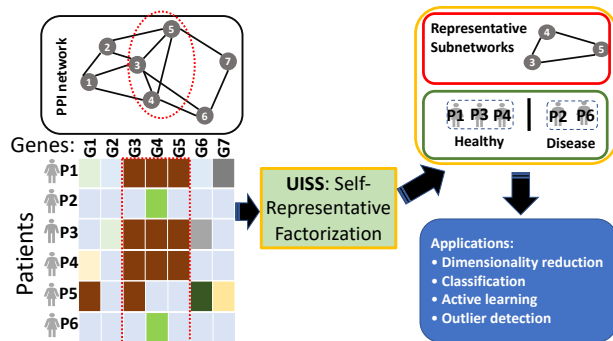 PPI network
1
2
3
4
5
6
7
Genes: G1 G2 G3 G4 G5 G6 G7
Patients
P1
P2
P3
P4
P5
P6
UISS: Self-
Representative
Factorization
Representative
Subnetworks
4
3
5
P1 P3 P4
P2 P6
Healthy
Disease
Applications:
• Dimensionality reduction
• Classification
• Active learning
• Outlier detection